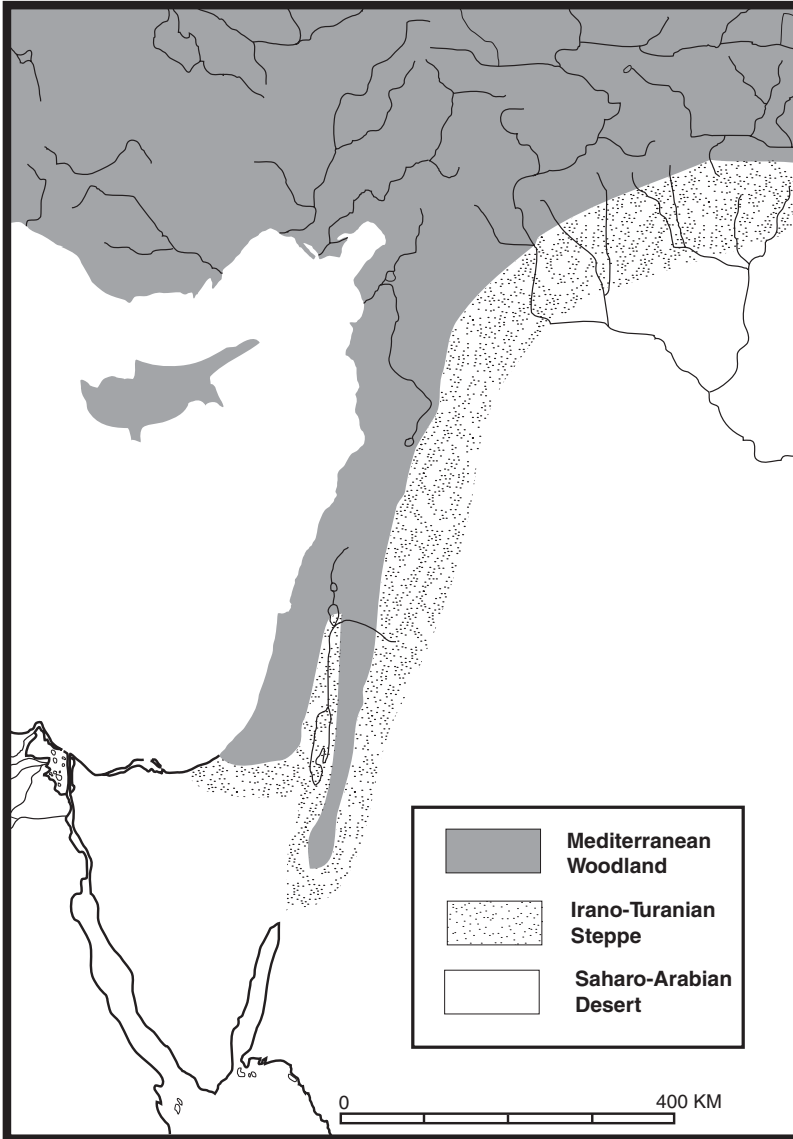 Mediterranean
Woodland
Irano-Turanian
Steppe
Saharo-Arabian
Desert
0 400 KM